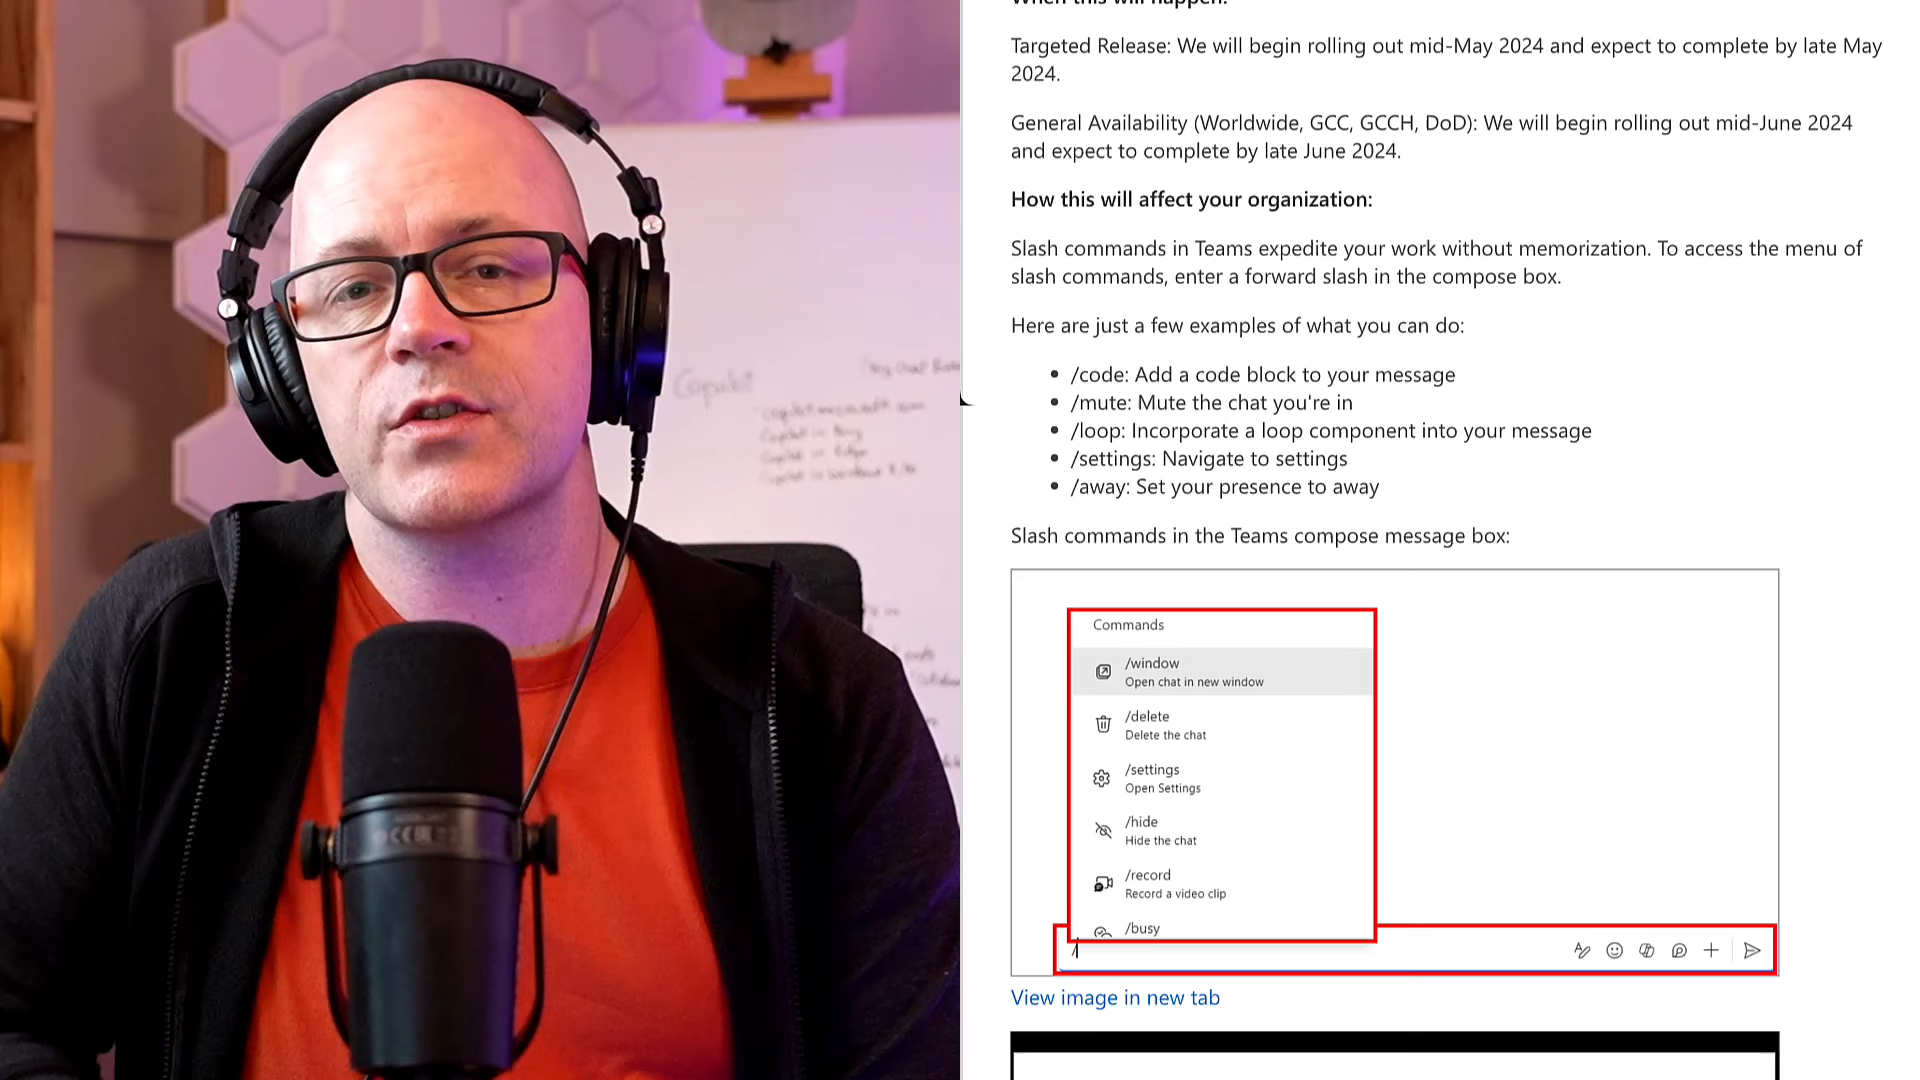 Targeted Release: We will begin rolling out mid-May 2024 and expect to complete by late May
2024.
General Availability (Worldwide, GCC, GCCH, DoD): We will begin rolling out mid-June 2024
and expect to complete by late June 2024.
How this will affect your organization:
Slash commands in Teams expedite your work without memorization. To access the menu of
slash commands, enter a forward slash in the compose box.
Here are just a few examples of what you can do:
• /code: Add a code block to your message
• /mute: Mute the chat you're in
• /loop: Incorporate a loop component into your message
• /settings: Navigate to settings
• /away: Set your presence to away
Slash commands in the Teams compose message box:
Commands
/window
Open chat in new window
/delete
Delete the chat
/settings
Open Settings
/hide
Hide the chat
/record
Record a video clip
/busy
/
View image in new tab
Copilot